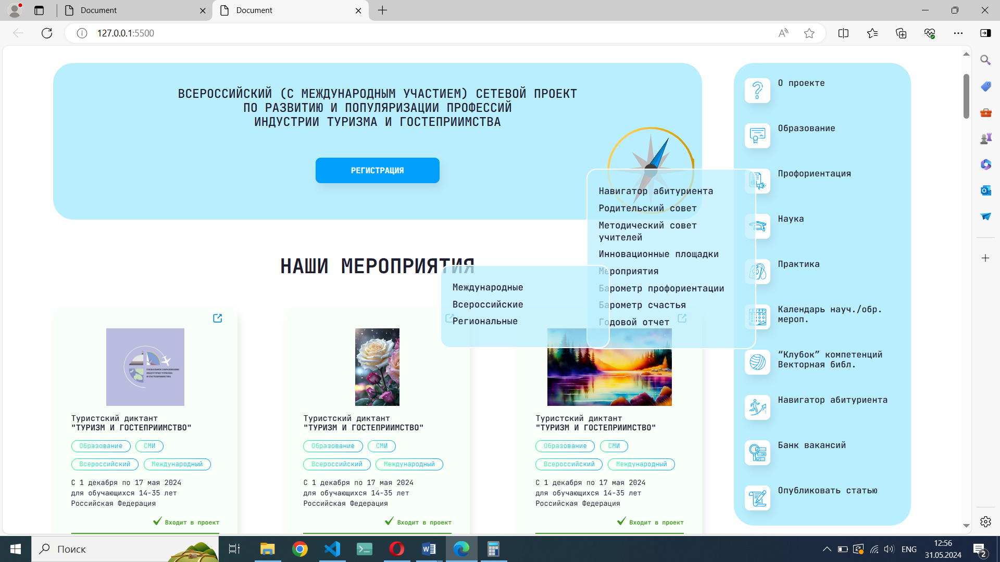 Document
Document
127.0.0.1:5500
ВСЕРОССИЙСКИЙ (С МЕЖДУНАРОДНЫМ УЧАСТИЕМ) СЕТЕВОЙ ПРОЕКТ
ПО РАЗВИТИЮ И ПОПУЛЯРИЗАЦИИ ПРОФЕССИЙ
ИНДУСТРИИ ТУРИЗМА И ГОСТЕПРИИМСТВА
РЕГИСТРАЦИЯ
НАШИ МЕРОПРИЯТИЯ
О проекте
Образование
Профориентация
Наука
Практика
Календарь науч./обр.
мероп.
“Клубок” компетенций
Векторная библ.
Навигатор абитуриента
Банк вакансий
Опубликовать статью
Навигатор абитуриента
Родительский совет
Методический совет
учителей
Инновационные площадки
Мероприятия
Барометр профориентации
Барометр счастья
Годовой отчет
Международные
Всероссийские
Региональные
ГЛОБАЛЬНОЕ ОБРАЗОВАНИЕ
ИНДУСТРИИ ТУРИЗМА
И ГОСТЕПРИИМСТВА
Туристский диктант
"ТУРИЗМ И ГОСТЕПРИИМСТВО"
Образование СМИ
Всероссийский Международный
С 1 декабря по 17 мая 2024
для обучающихся 14-35 лет
Российская Федерация
Входит в проект
Туристский диктант
"ТУРИЗМ И ГОСТЕПРИИМСТВО"
Образование СМИ
Всероссийский Международный
С 1 декабря по 17 мая 2024
для обучающихся 14-35 лет
Российская Федерация
Входит в проект
Туристский диктант
"ТУРИЗМ И ГОСТЕПРИИМСТВО"
Образование СМИ
Всероссийский Международный
С 1 декабря по 17 мая 2024
для обучающихся 14-35 лет
Российская Федерация
Входит в проект
Поиск
ENG
12:56
31.05.2024
2